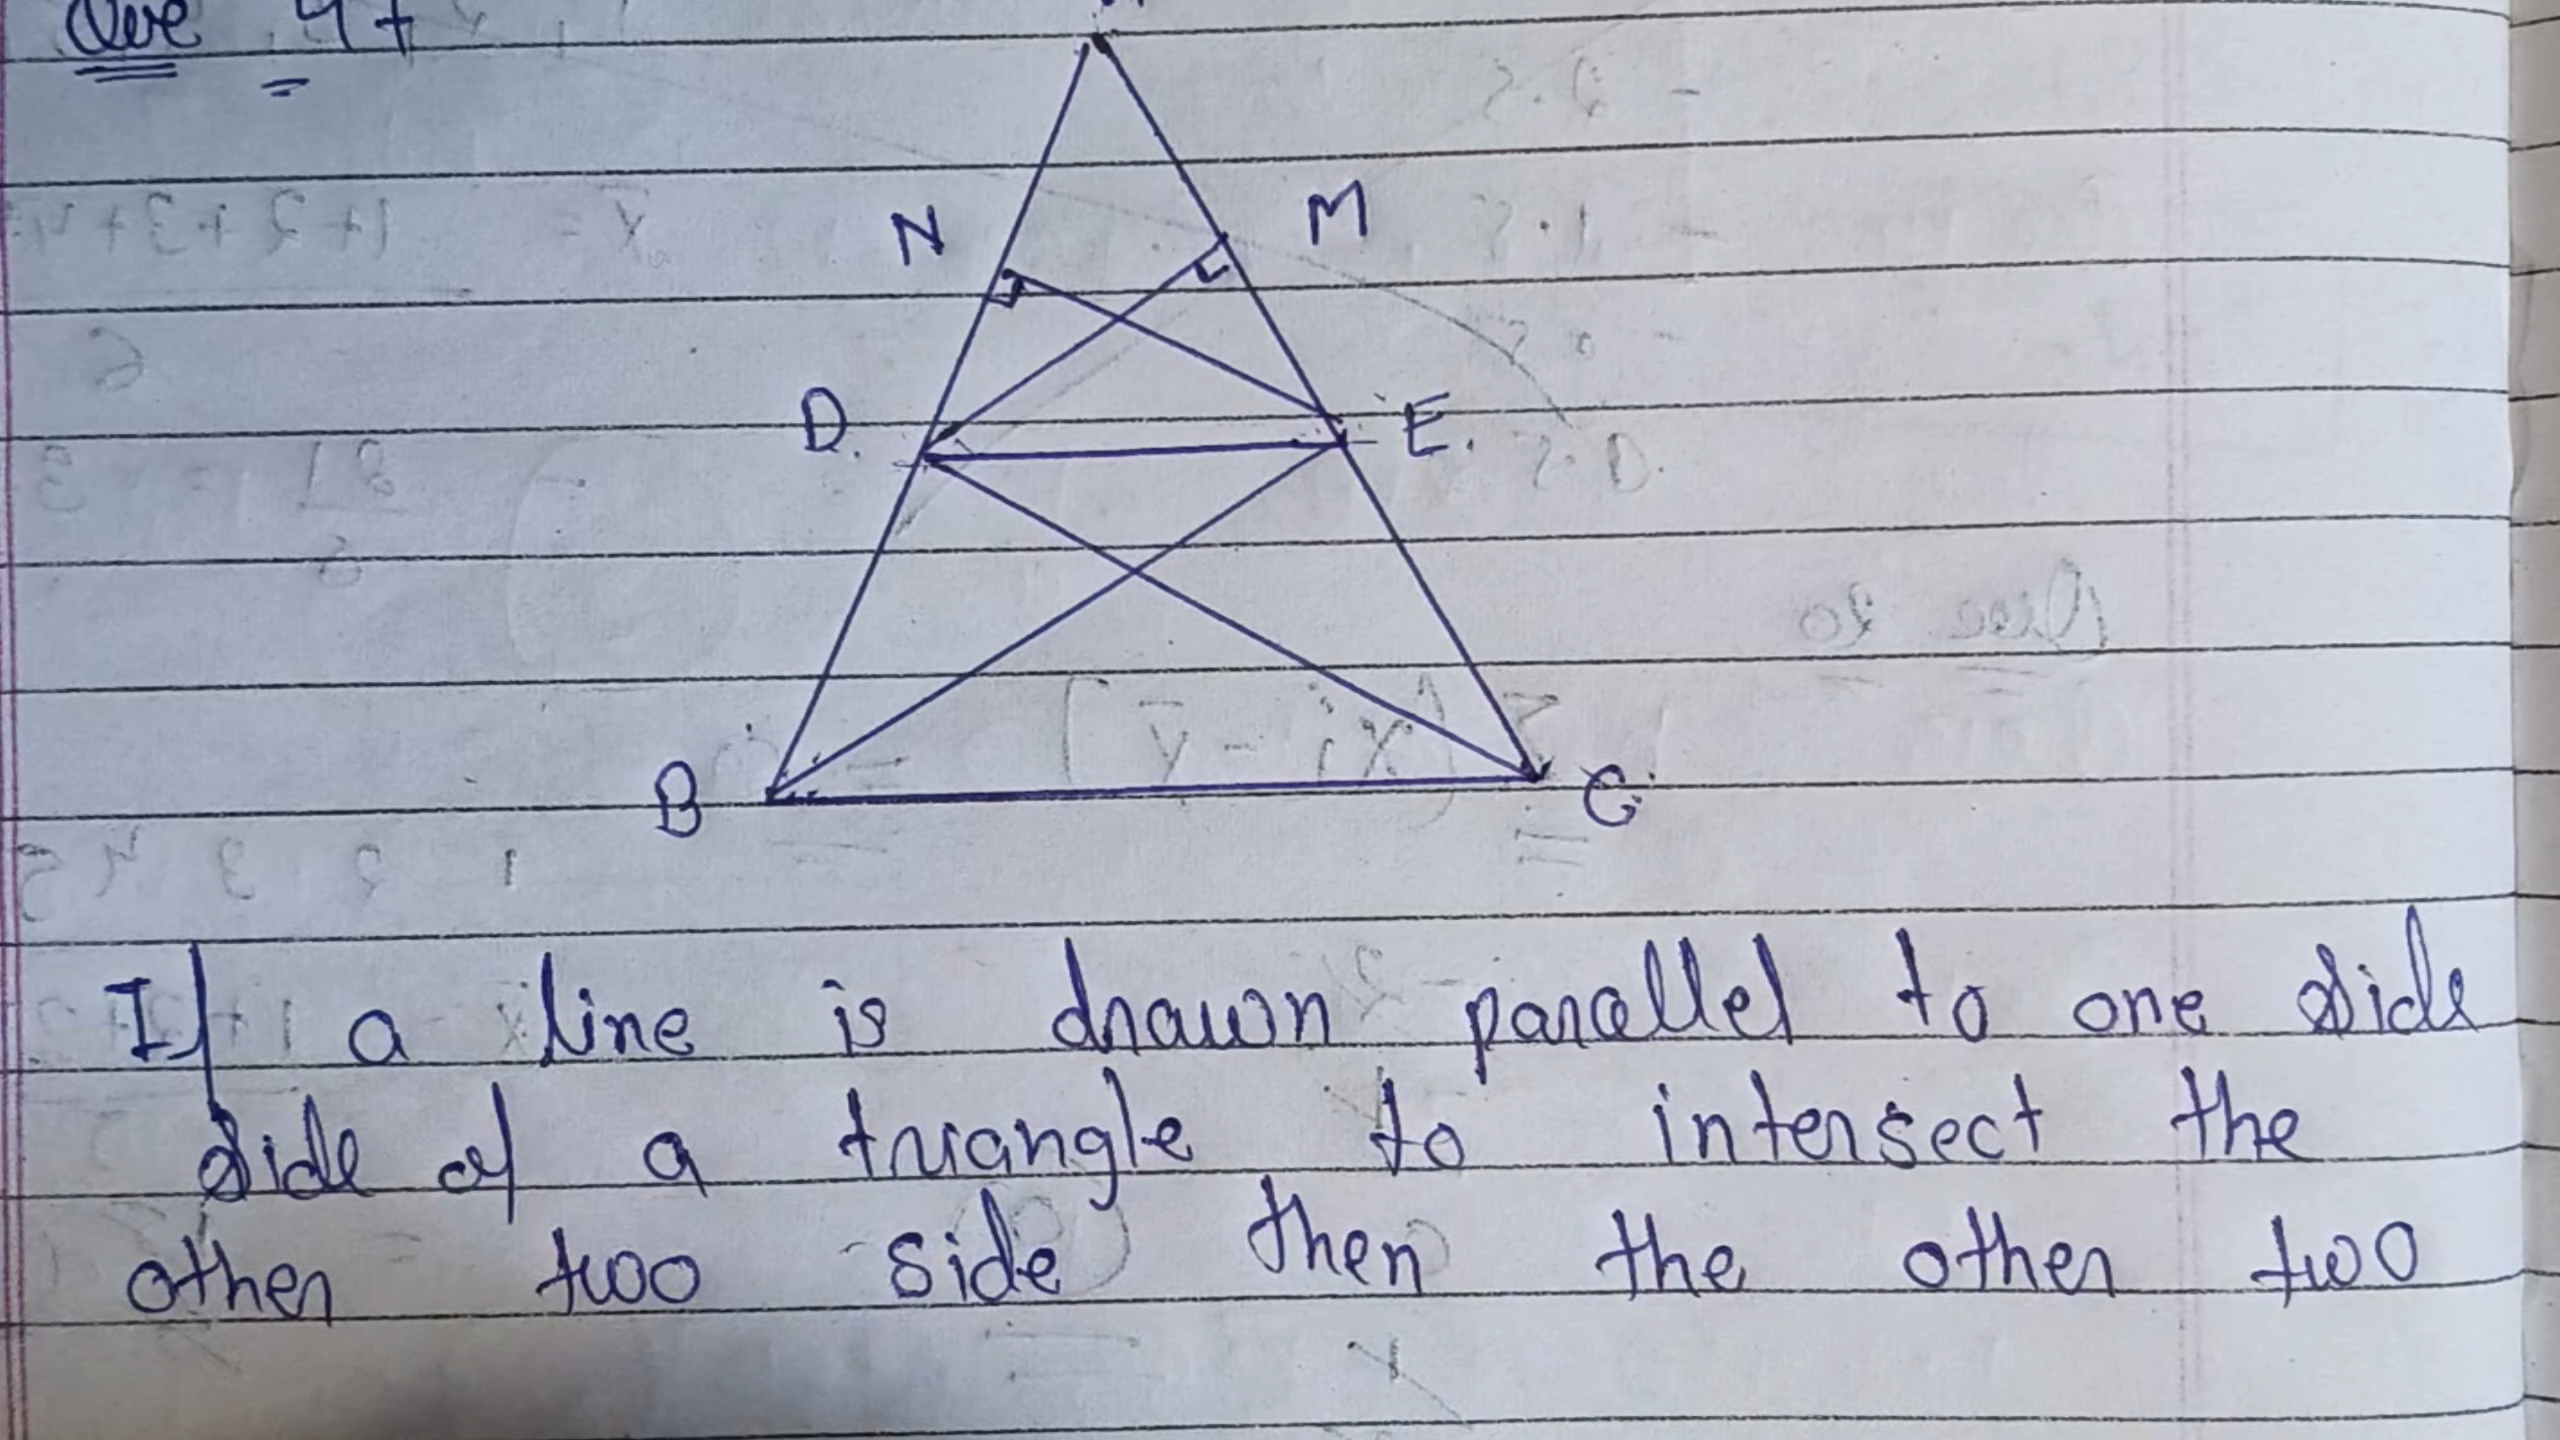 Que 47
N M
D. E.
B C
If a line is drawn parallel to one side
side of a triangle to intersect the
other two side then the other two